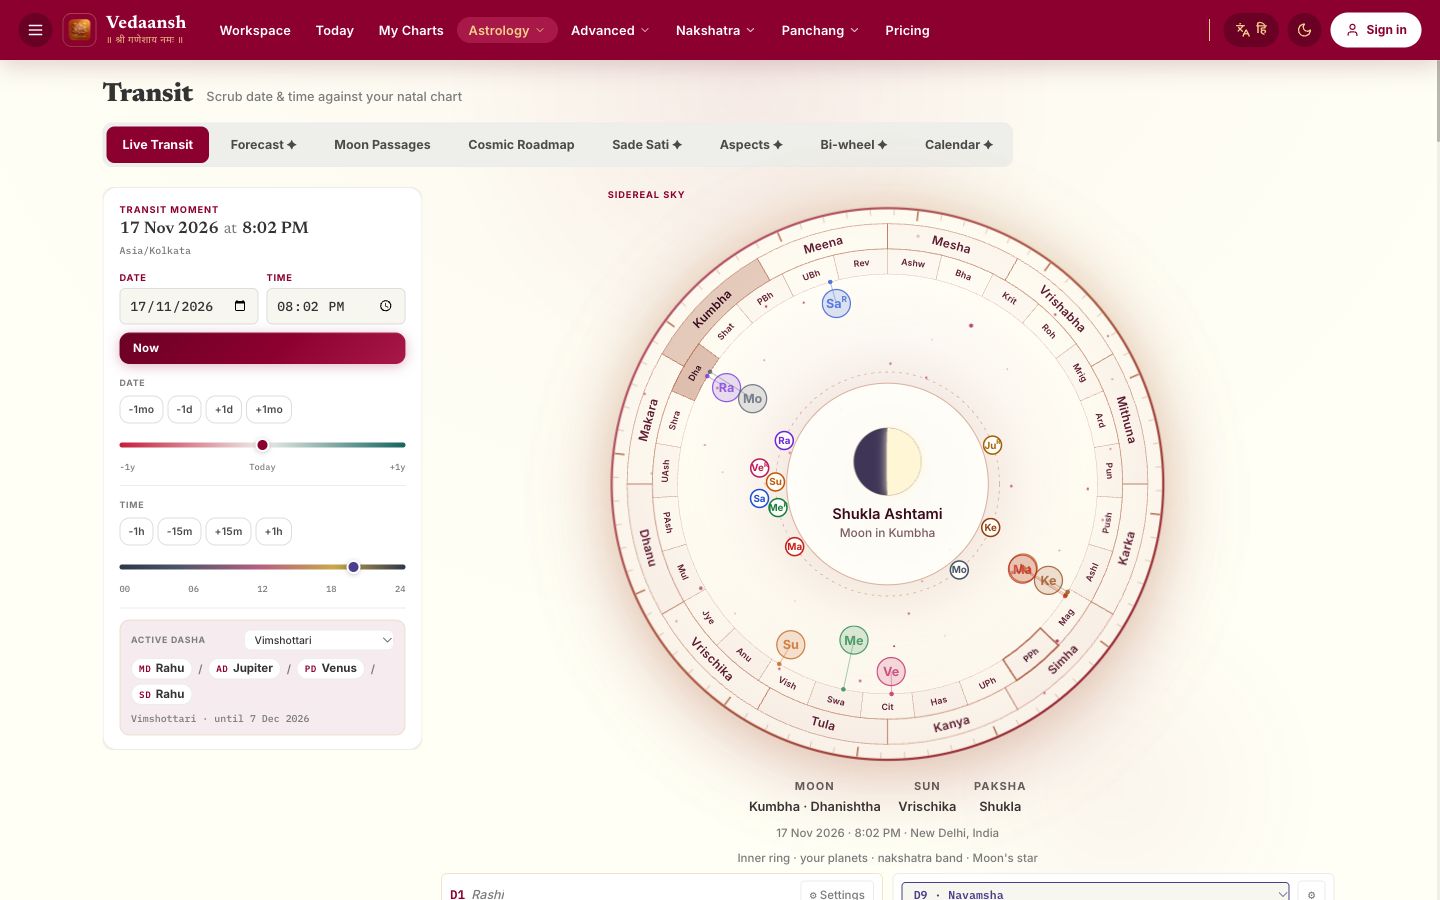 Vedaansh
॥ श्री गणेशाय नमः ॥
Workspace Today My Charts Astrology Advanced Nakshatra Panchang Pricing
हि
Sign in
Transit Scrub date & time against your natal chart
Live Transit Forecast ✦ Moon Passages Cosmic Roadmap Sade Sati ✦ Aspects ✦ Bi-wheel ✦ Calendar ✦
TRANSIT MOMENT
17 Nov 2026 at 8:02 PM
Asia/Kolkata
DATE TIME
17/11/2026 08:02 PM
Now
DATE
-1mo -1d +1d +1mo
-1y Today +1y
TIME
-1h -15m +15m +1h
00 06 12 18 24
ACTIVE DASHA Vimshottari
MD Rahu / AD Jupiter / PD Venus /
SD Rahu
Vimshottari · until 7 Dec 2026
SIDEREAL SKY
Meena Mesha
Vrishabha
Mithuna
Karka
Simha
Kanya
Tula
Vrischika
Dhanu
Makara
Kumbha
Rev Ashw
Bha
Krit
Roh
Mrig
Ard
Pun
Push
Ashl
Mag
PPh
UPh
Has
Cit
Swa
Vish
Anu
Jye
Mul
PAsh
UAsh
Shra
Dha
Shat
PBh
UBh
Sa R
Ra
Mo
Ra
Ju R
Ve R
Su
Sa
Me R
Ke
Ma
Mo
Ma
Ke
Su
Me
Ve
Shukla Ashtami
Moon in Kumbha
MOON SUN PAKSHA
Kumbha · Dhanishtha Vrischika Shukla
17 Nov 2026 · 8:02 PM · New Delhi, India
Inner ring · your planets · nakshatra band · Moon's star
D1 Rashi Settings
D9 · Navamsha